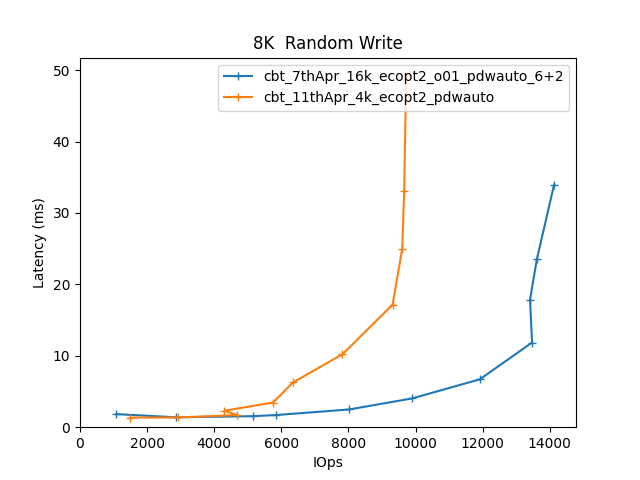 8K  Random Write
cbt_7thApr_16k_ecopt2_o01_pdwauto_6+2
cbt_11thApr_4k_ecopt2_pdwauto
Latency (ms)
50
40
30
20
10
0
0 2000 4000 6000 8000 10000 12000 14000
IOps